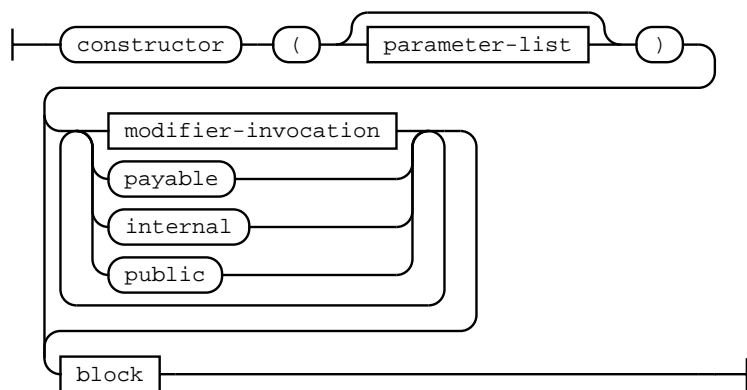 constructor ( parameter-list )
modifier-invocation
payable
internal
public
block